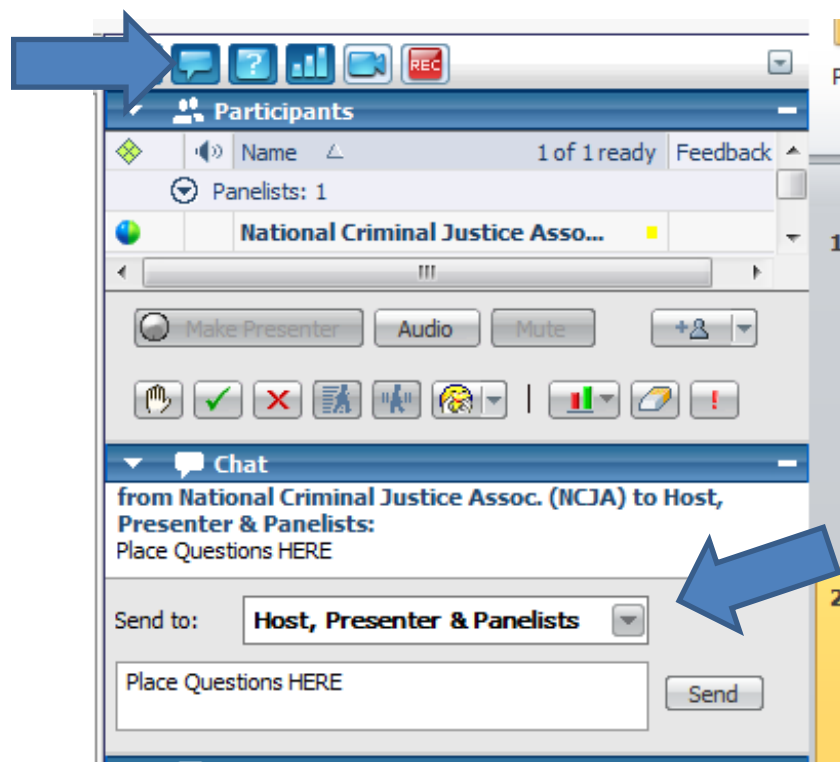 REC
Participants
Name 1 of 1 ready Feedback
Panelists: 1
National Criminal Justice Asso...
Make Presenter Audio Mute
Chat
from National Criminal Justice Assoc. (NCJA) to Host,
Presenter & Panelists:
Place Questions HERE
Send to: Host, Presenter & Panelists
Place Questions HERE
Send